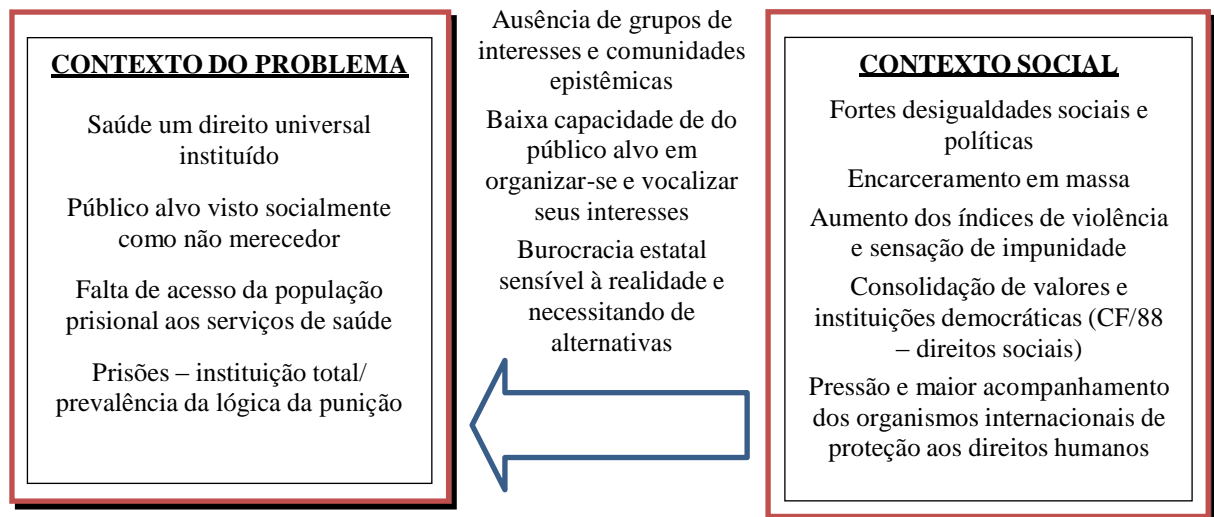 CONTEXTO DO PROBLEMA
Saúde um direito universal
instituído
Público alvo visto socialmente
como não merecedor
Falta de acesso da população
prisional aos serviços de saúde
Prisões – instituição total/
prevalência da lógica da punição
Ausência de grupos de
interesses e comunidades
epistêmicas
Baixa capacidade de do
público alvo em
organizar-se e vocalizar
seus interesses
Burocracia estatal
sensível à realidade e
necessitando de
alternativas
CONTEXTO SOCIAL
Fortes desigualdades sociais e
políticas
Encarceramento em massa
Aumento dos índices de violência
e sensação de impunidade
Consolidação de valores e
instituições democráticas (CF/88
– direitos sociais)
Pressão e maior acompanhamento
dos organismos internacionais de
proteção aos direitos humanos